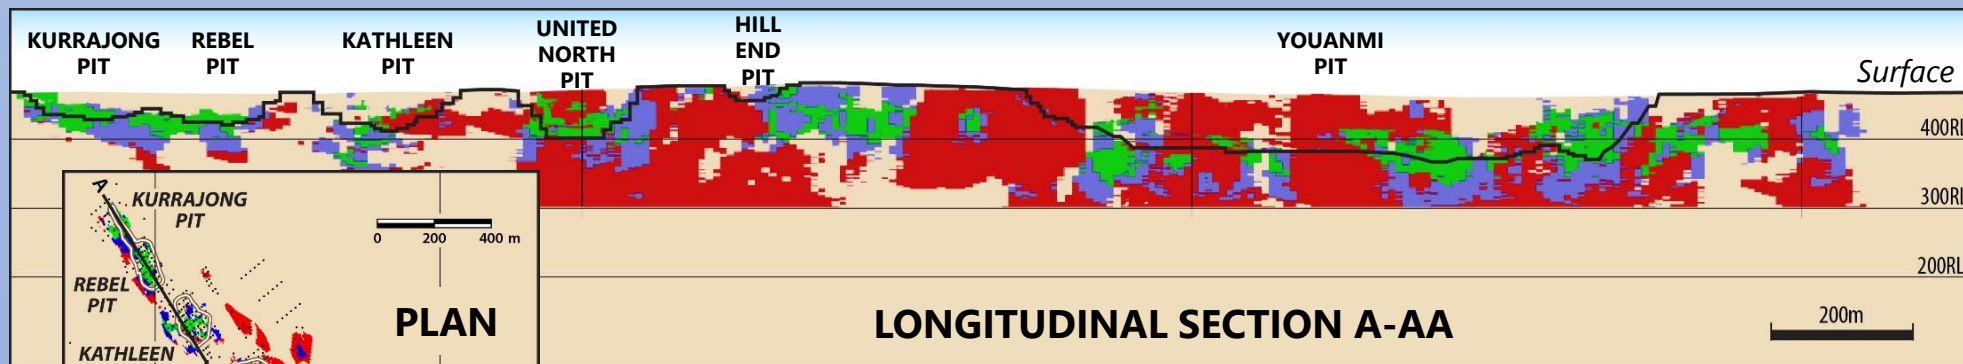 KURRAJONG
PIT
REBEL
PIT
KATHLEEN
PIT
UNITED
NORTH
PIT
HILL
END
PIT
YOUANMI
PIT
Surface
400RL
300RL
200RL
A
KURRAJONG
PIT
0 200 400 m
REBEL
PIT
KATHLEEN
PLAN
LONGITUDINAL SECTION A-AA
200m